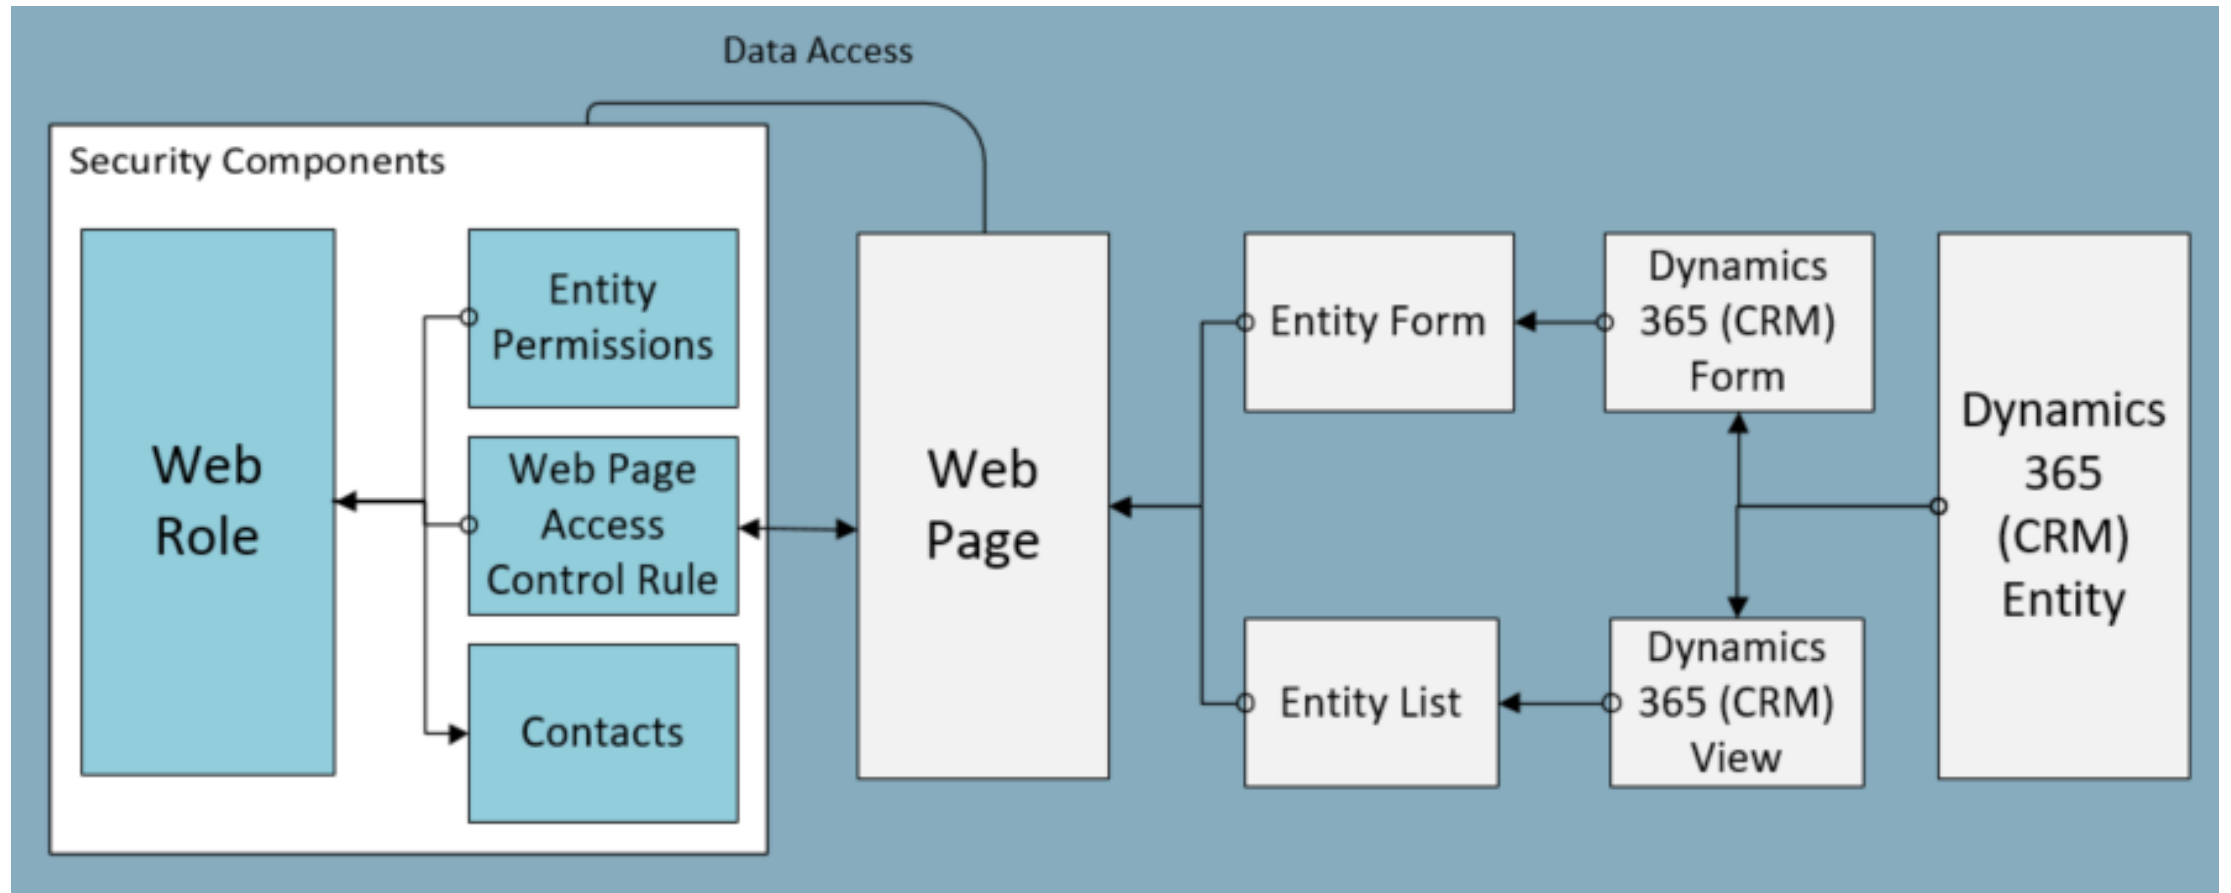 Data Access
Security Components
Web
Role
Entity
Permissions
Web Page
Access
Control Rule
Contacts
Web
Page
Entity Form
Entity List
Dynamics
365 (CRM)
Form
Dynamics
365 (CRM)
View
Dynamics
365
(CRM)
Entity